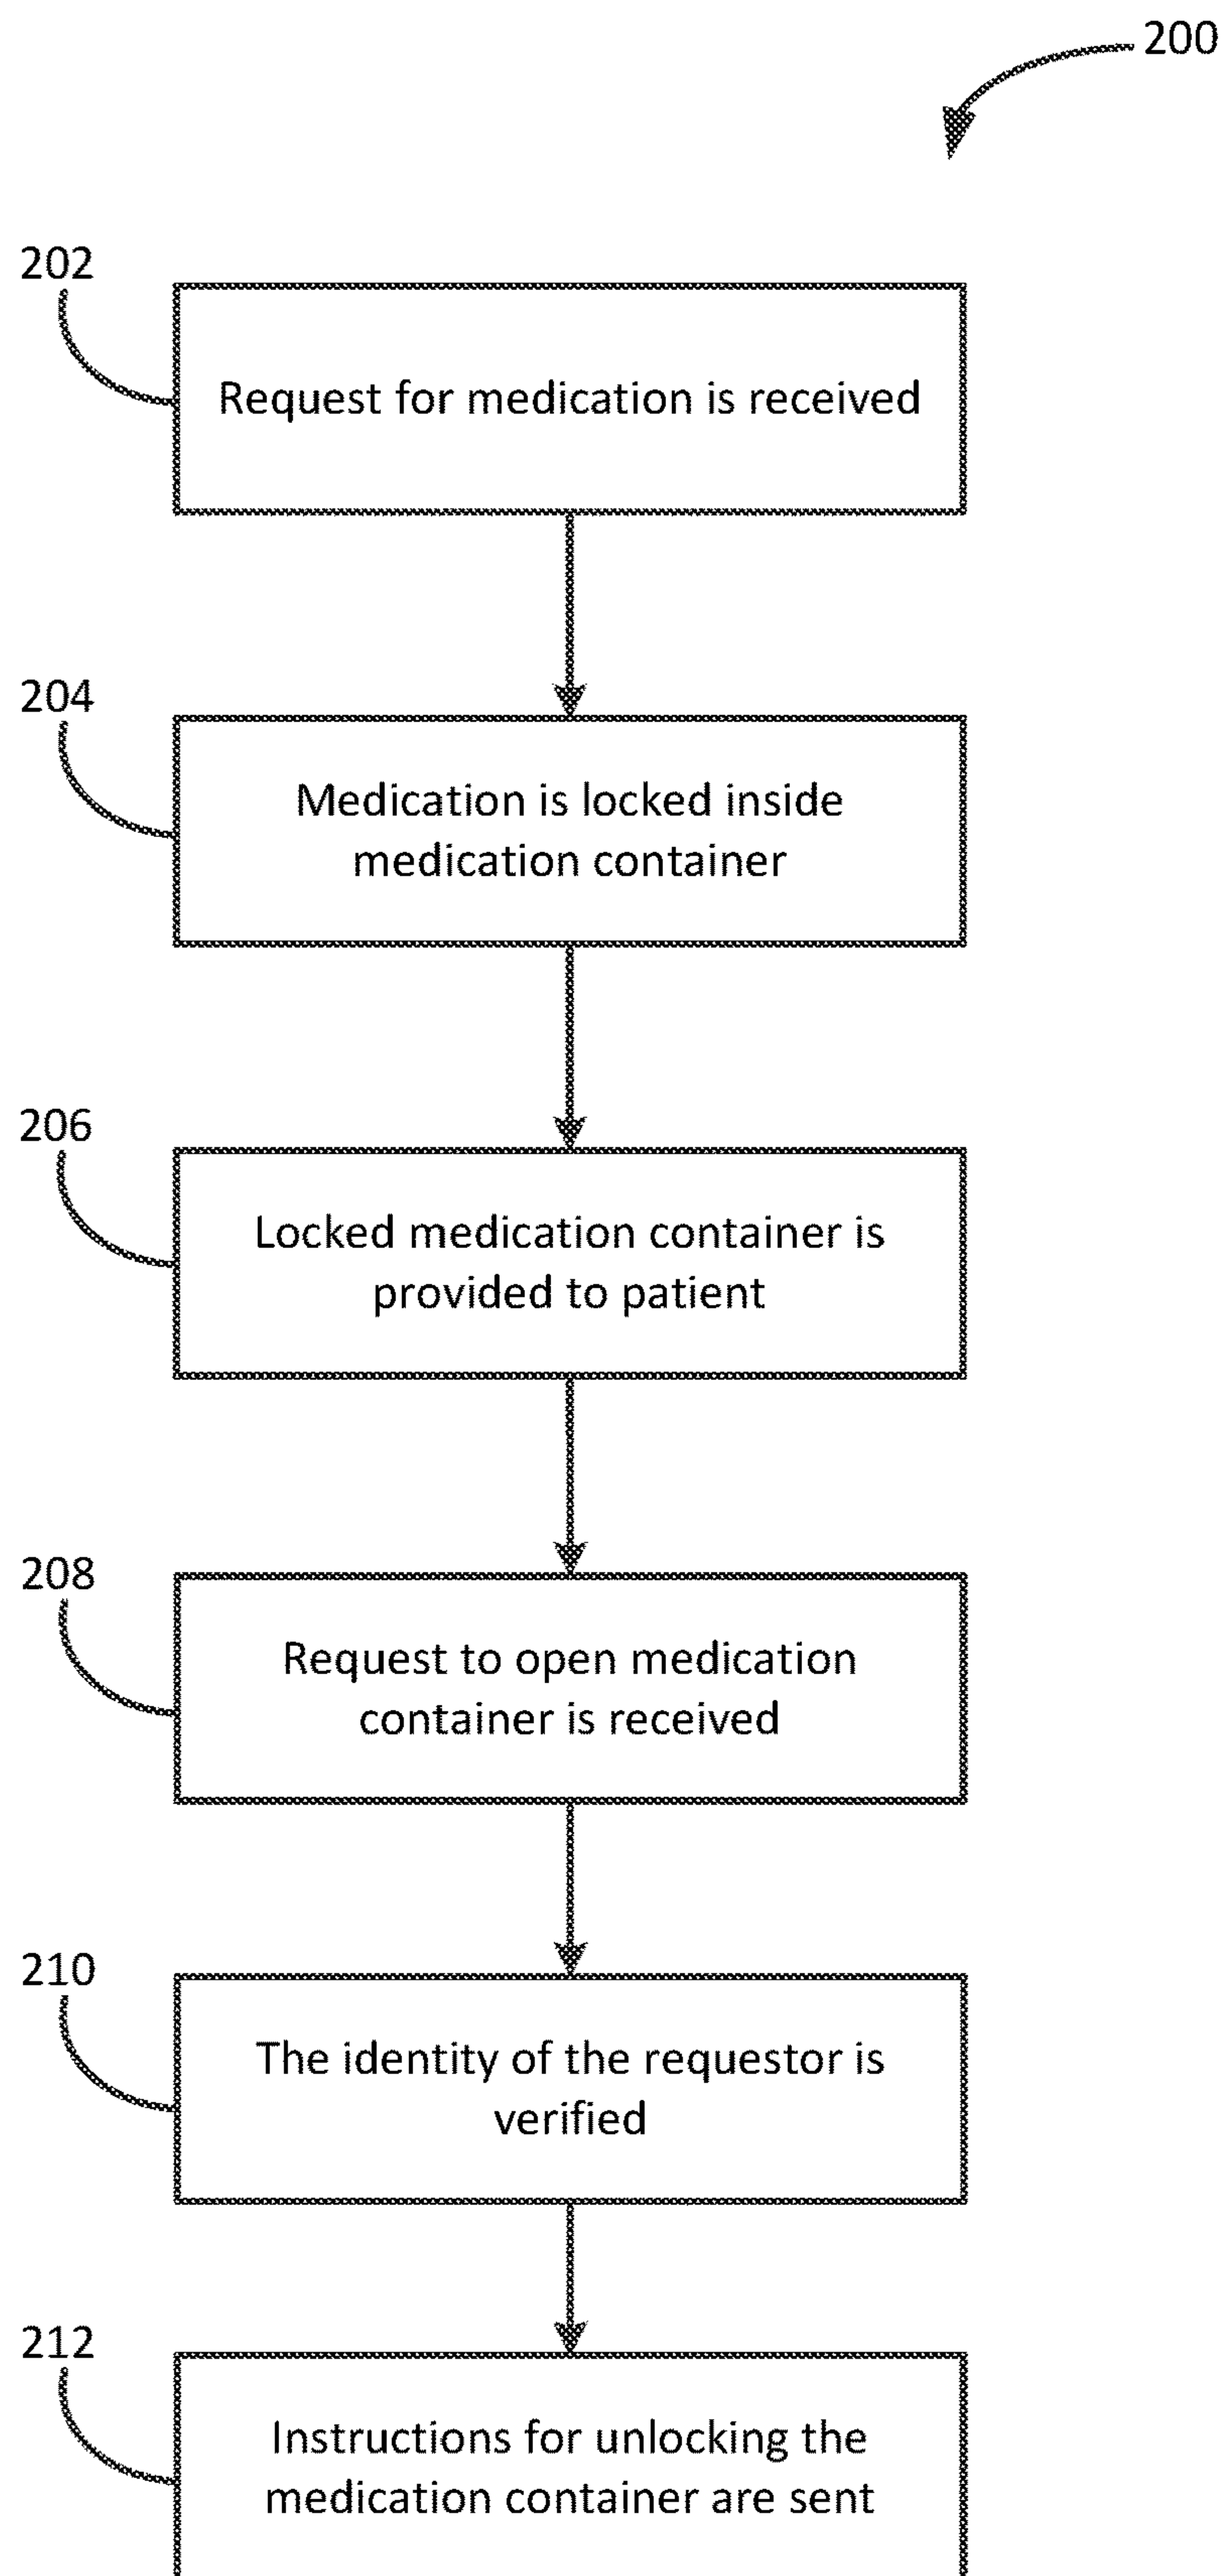 200
202
Request for medication is received
204
Medication is locked inside
medication container
206
Locked medication container is
provided to patient
208
Request to open medication
container is received
210
The identity of the requestor is
verified
212
Instructions for unlocking the
medication container are sent